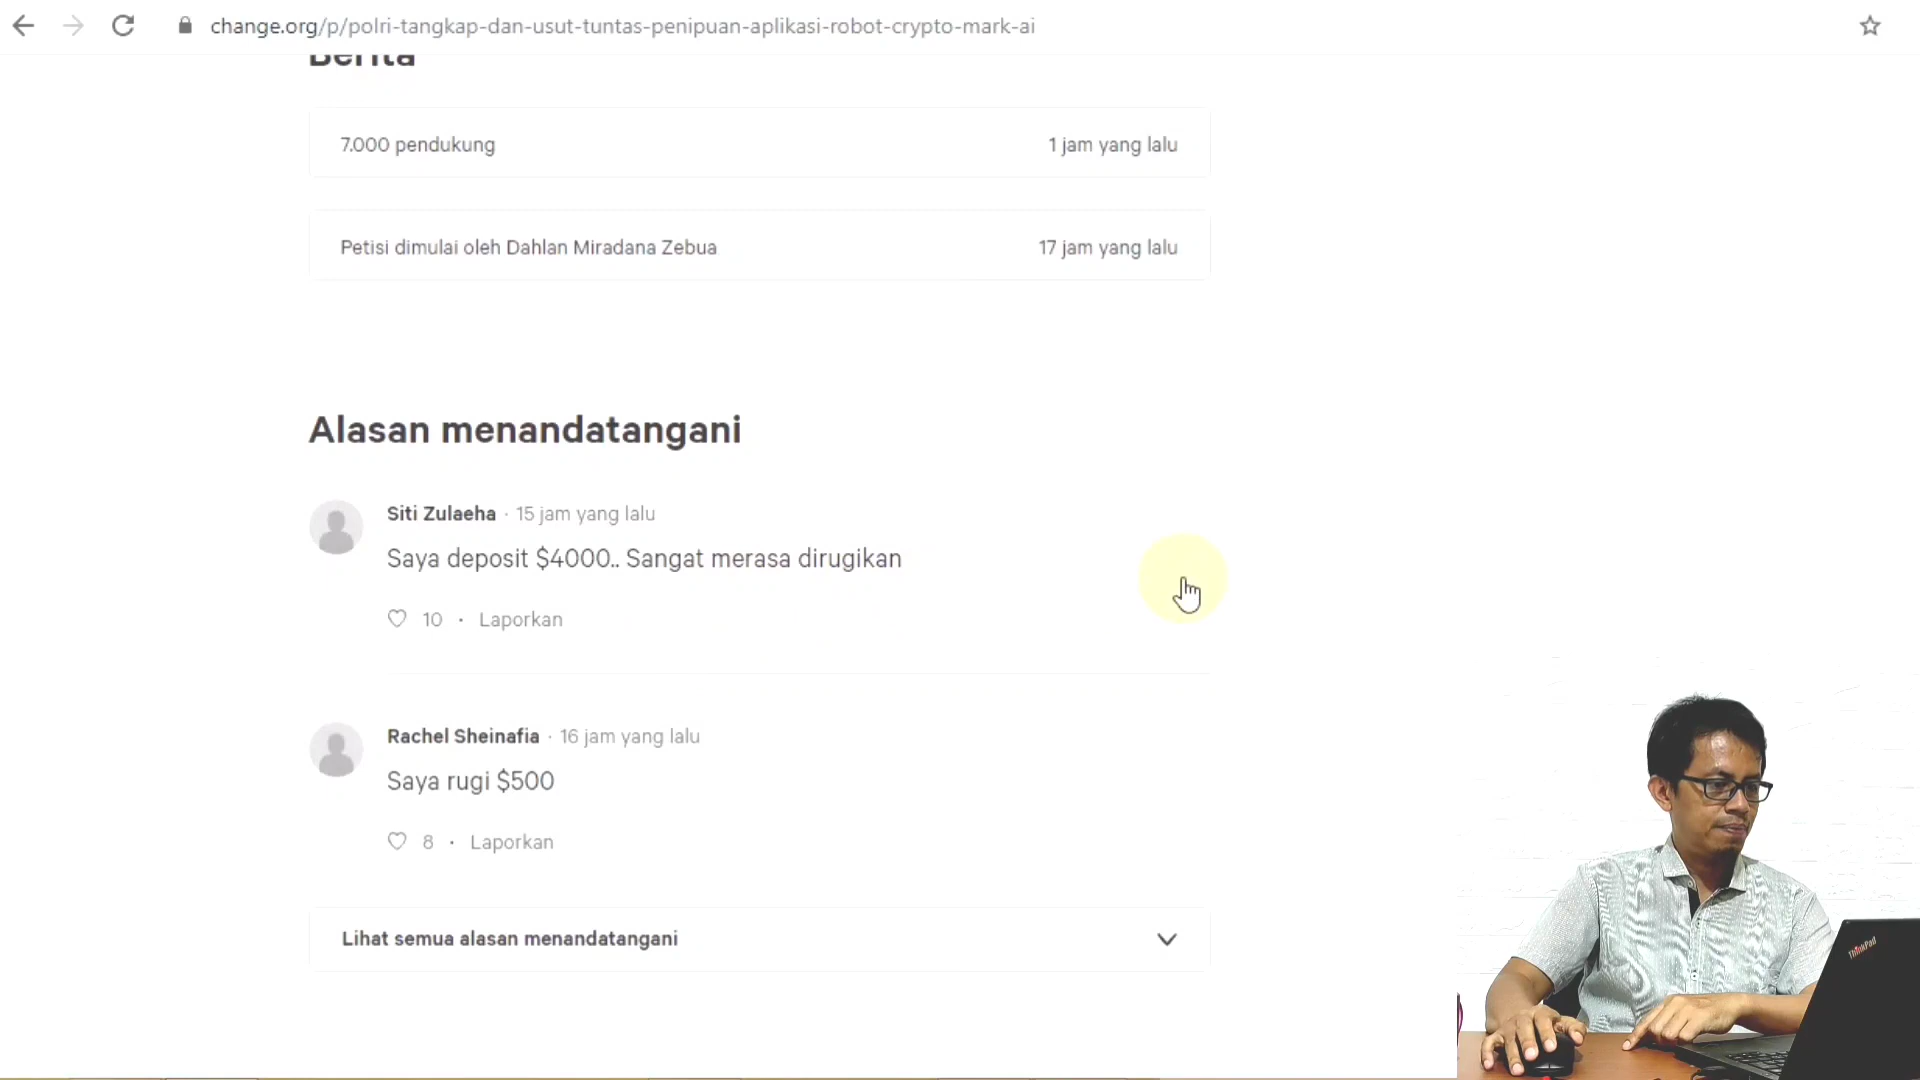 change.org/p/polri-tangkap-dan-usut-tuntas-penipuan-aplikasi-robot-crypto-mark-ai
Berita
7.000 pendukung 1 jam yang lalu
Petisi dimulai oleh Dahlan Miradana Zebua 17 jam yang lalu
Alasan menandatangani
Siti Zulaeha · 15 jam yang lalu
Saya deposit $4000.. Sangat merasa dirugikan
10 · Laporkan
Rachel Sheinafia · 16 jam yang lalu
Saya rugi $500
8 · Laporkan
Lihat semua alasan menandatangani
ThinkPad